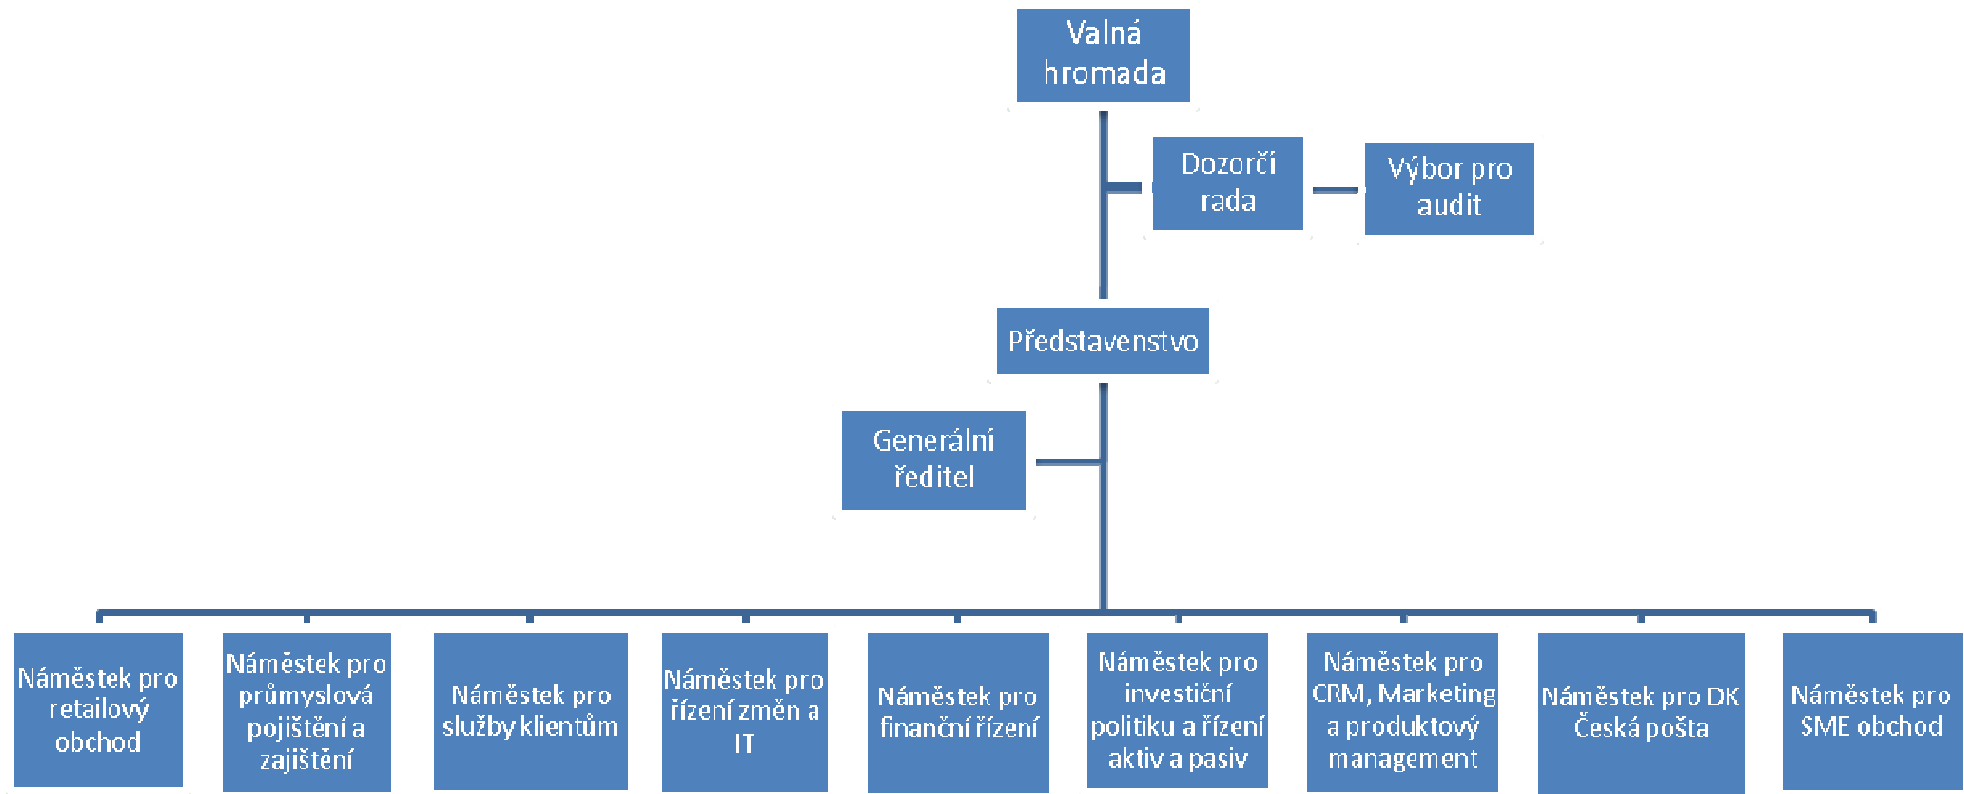 Valná
hromada
Dozorčí
rada
Výbor pro
audit
Představenstvo
Generální
ředitel
Náměstek pro
retailový
obchod
Náměstek pro
průmyslová
pojištění a
zajištění
Náměstek pro
služby klientům
Náměstek pro
řízení změn a
IT
Náměstek pro
finanční řízení
Náměstek pro
investiční
politiku a řízení
aktiv a pasiv
Náměstek pro
CRM, Marketing
a produktový
management
Náměstek pro DK
Česká pošta
Náměstek pro
SME obchod